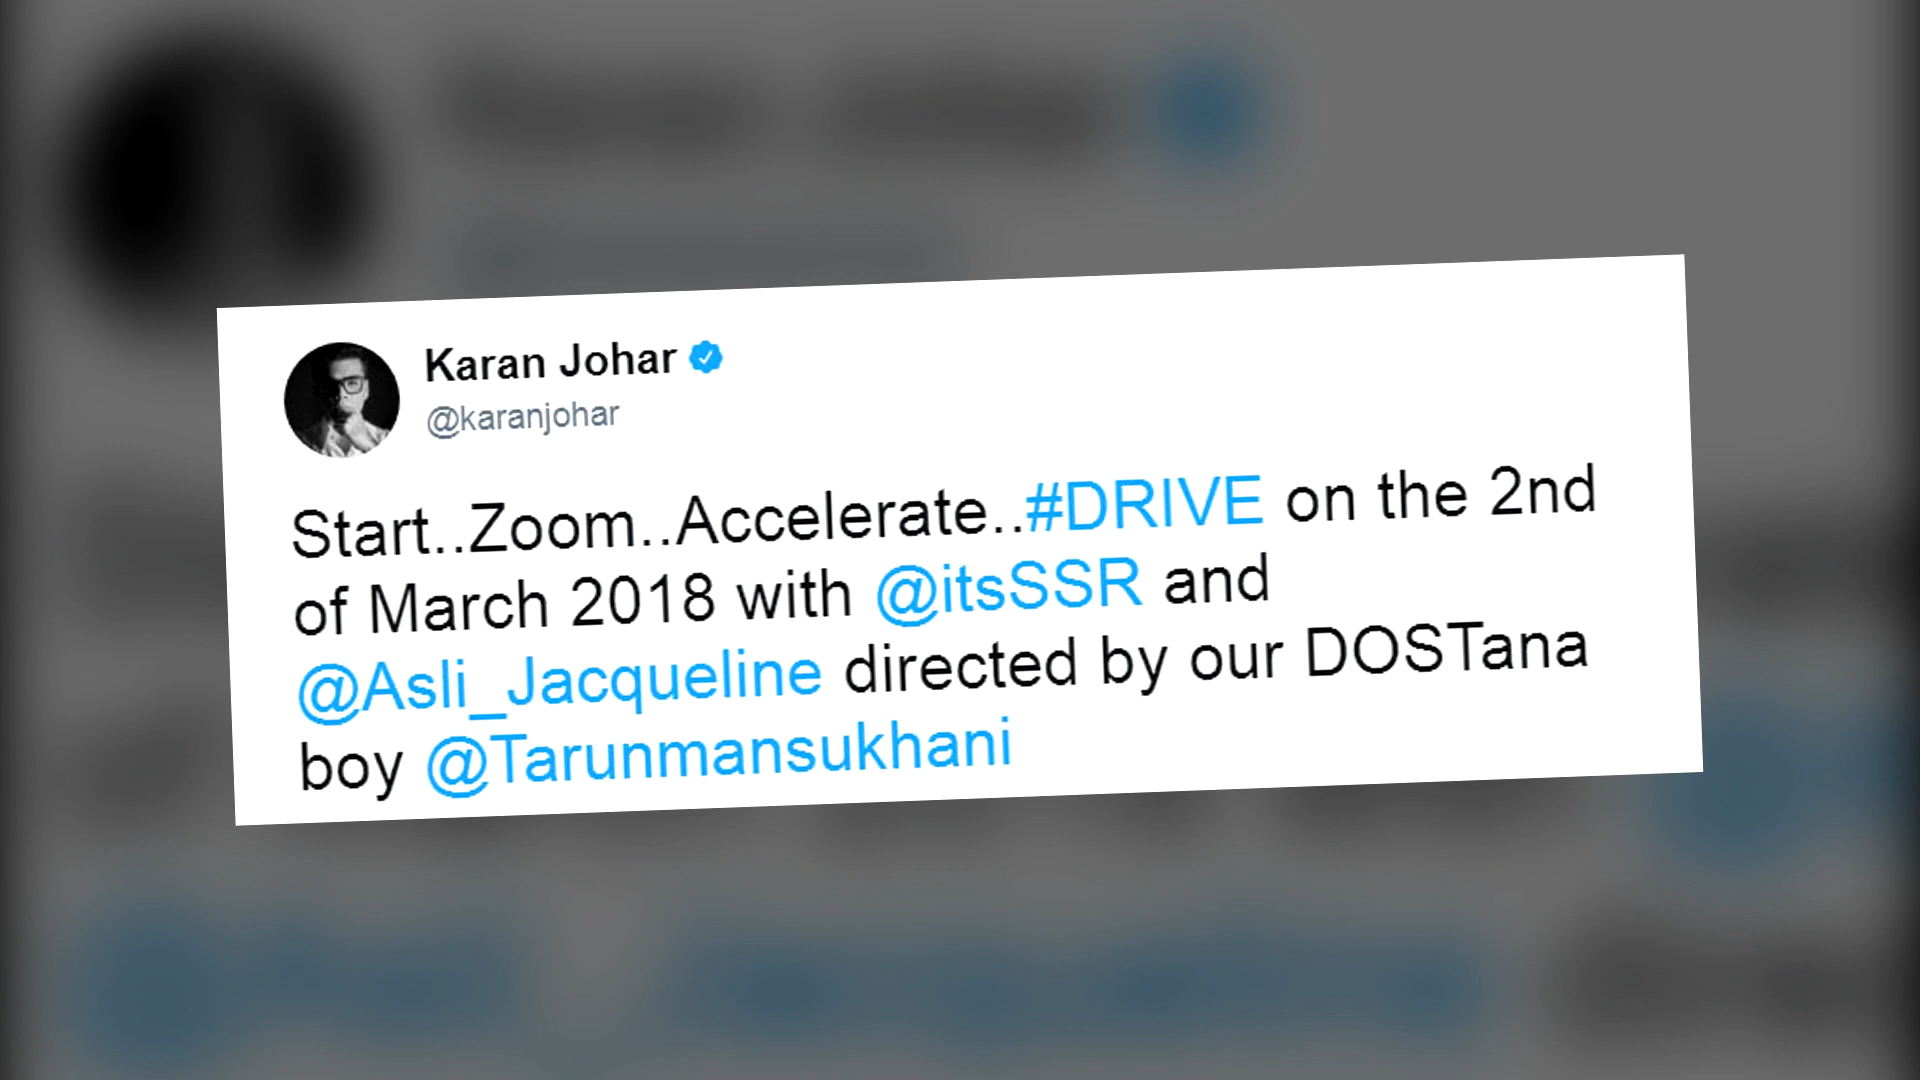 Karan Johar
@karanjohar
Start..Zoom..Accelerate..#DRIVE on the 2nd
of March 2018 with @itsSSR and
@Asli_Jacqueline directed by our DOSTana
boy @Tarunmansukhani